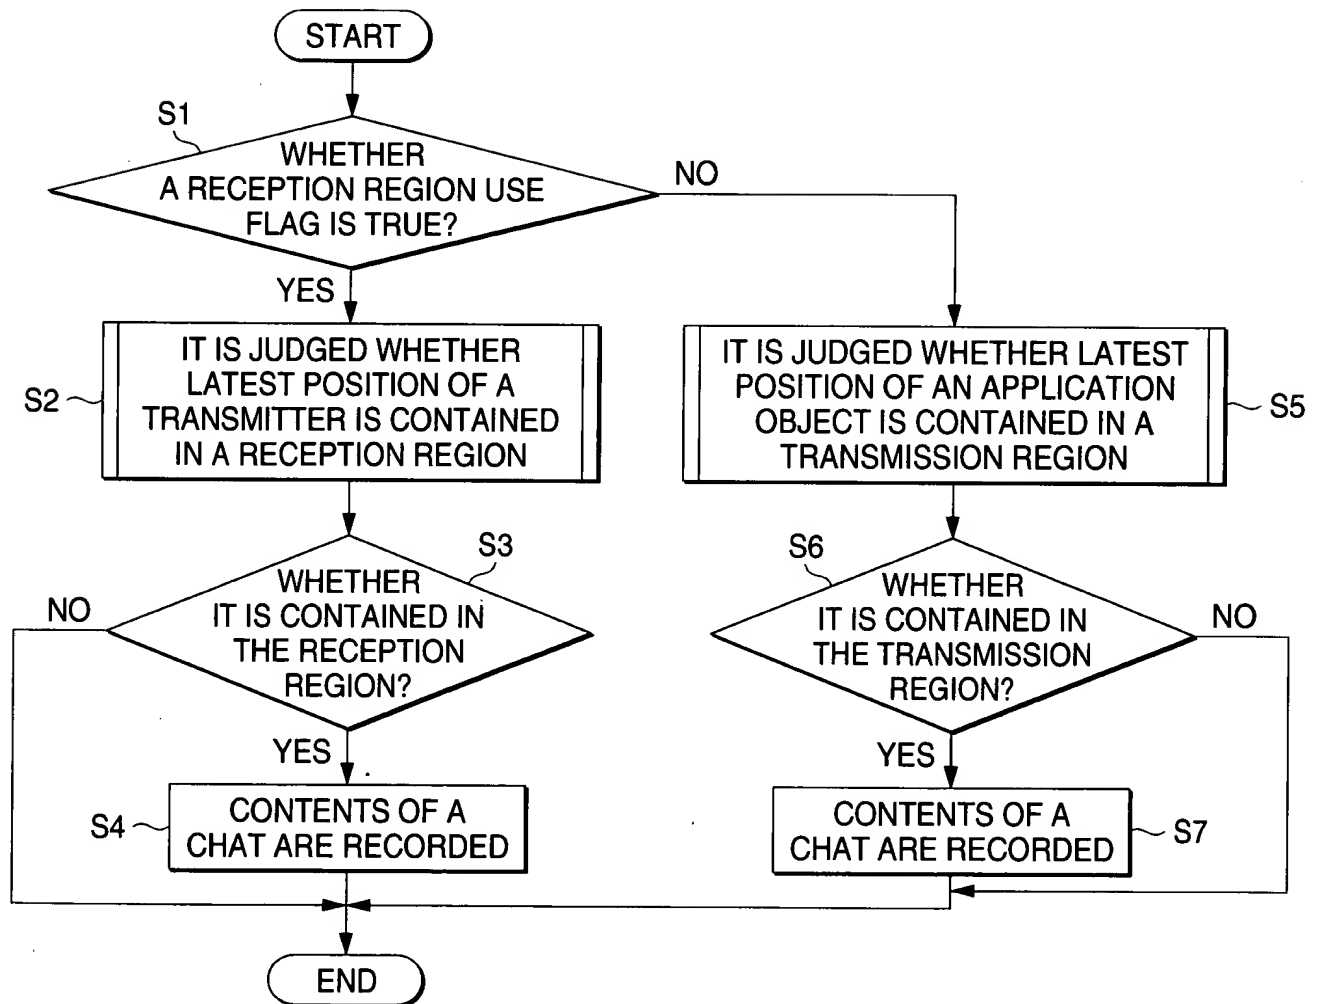 START
S1
WHETHER
A RECEPTION REGION USE
FLAG IS TRUE?
NO
YES
S2
IT IS JUDGED WHETHER
LATEST POSITION OF A
TRANSMITTER IS CONTAINED
IN A RECEPTION REGION
IT IS JUDGED WHETHER LATEST
POSITION OF AN APPLICATION
OBJECT IS CONTAINED IN A
TRANSMISSION REGION
S5
S3
WHETHER
IT IS CONTAINED IN
THE RECEPTION
REGION?
NO
YES
S6
WHETHER
IT IS CONTAINED IN
THE TRANSMISSION
REGION?
NO
YES
S4
CONTENTS OF A
CHAT ARE RECORDED
CONTENTS OF A
CHAT ARE RECORDED
S7
END